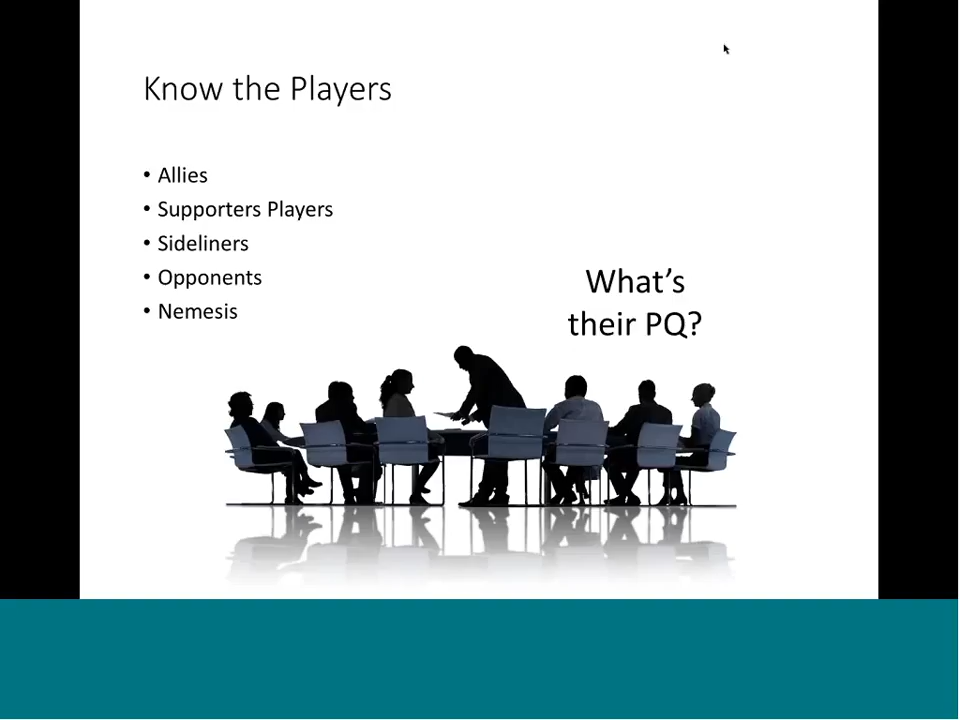 Know the Players
• Allies
• Supporters Players
• Sideliners
• Opponents
• Nemesis
What's
their PQ?